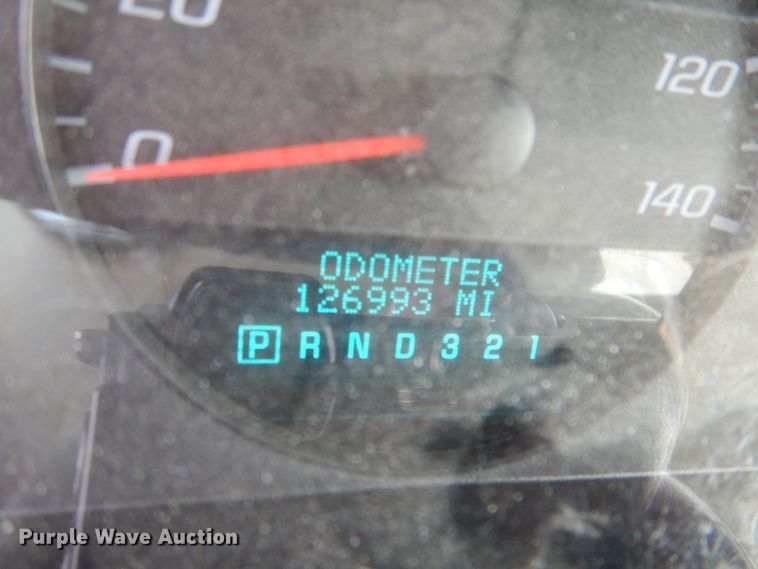 20
120
0
140
ODOMETER
126993 MI
P R N D 3 2 1
Purple Wave Auction